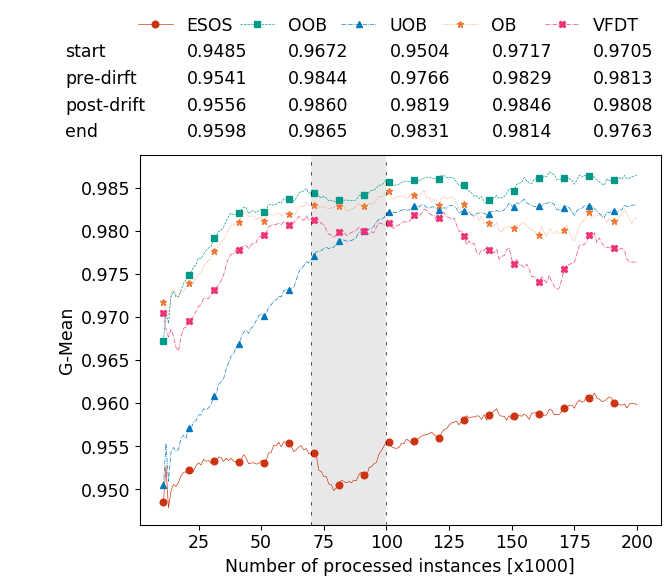 ESOS OOB UOB OB VFDT
start 0.9485 0.9672 0.9504 0.9717 0.9705
pre-dirft 0.9541 0.9844 0.9766 0.9829 0.9813
post-drift 0.9556 0.9860 0.9819 0.9846 0.9808
end 0.9598 0.9865 0.9831 0.9814 0.9763
0.985
0.980
0.975
0.970
0.965
0.960
0.955
0.950
G-Mean
25 50 75 100 125 150 175 200
Number of processed instances [x1000]